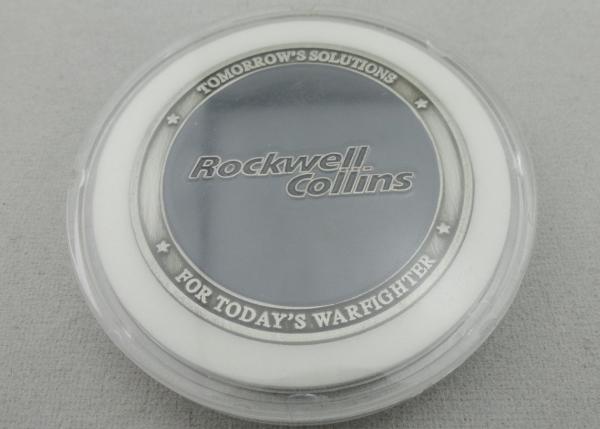 TOMORROW'S SOLUTIONS
Rockwell
Collins
FOR TODAY'S WARFIGHTER